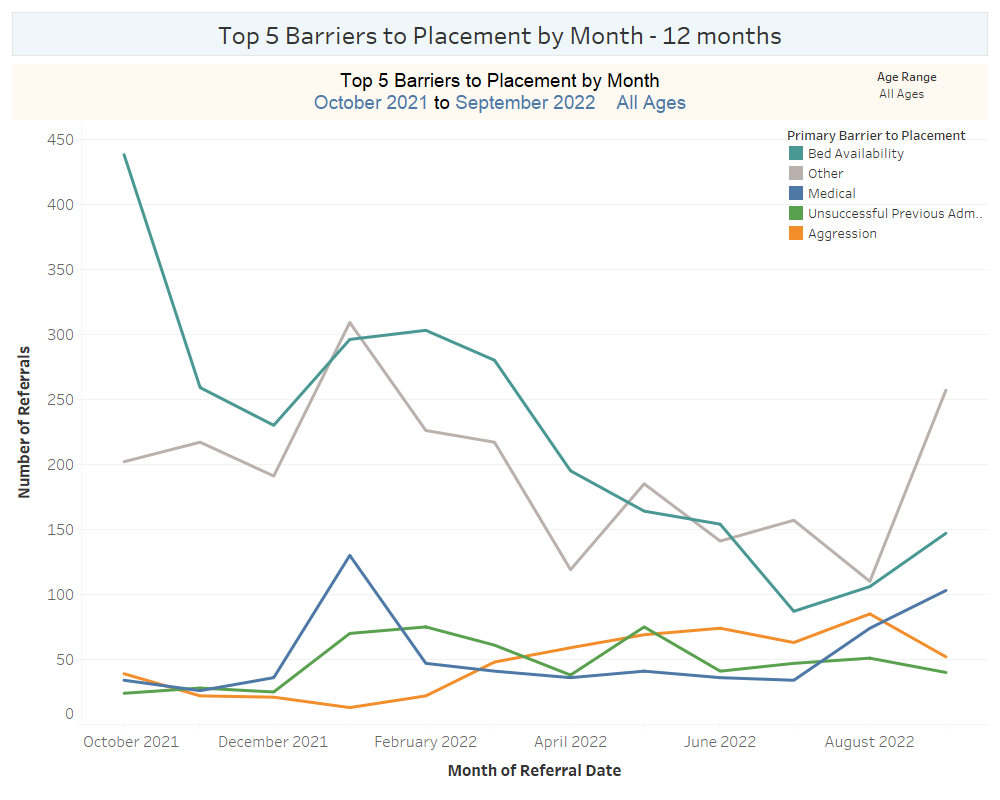 Top 5 Barriers to Placement by Month - 12 months
Top 5 Barriers to Placement by Month
October 2021 to September 2022 All Ages
Age Range
All Ages
Primary Barrier to Placement
Bed Availability
Other
Medical
Unsuccessful Previous Adm..
Aggression
Number of Referrals
450
400
350
300
250
200
150
100
50
0
October 2021 December 2021 February 2022 April 2022 June 2022 August 2022
Month of Referral Date